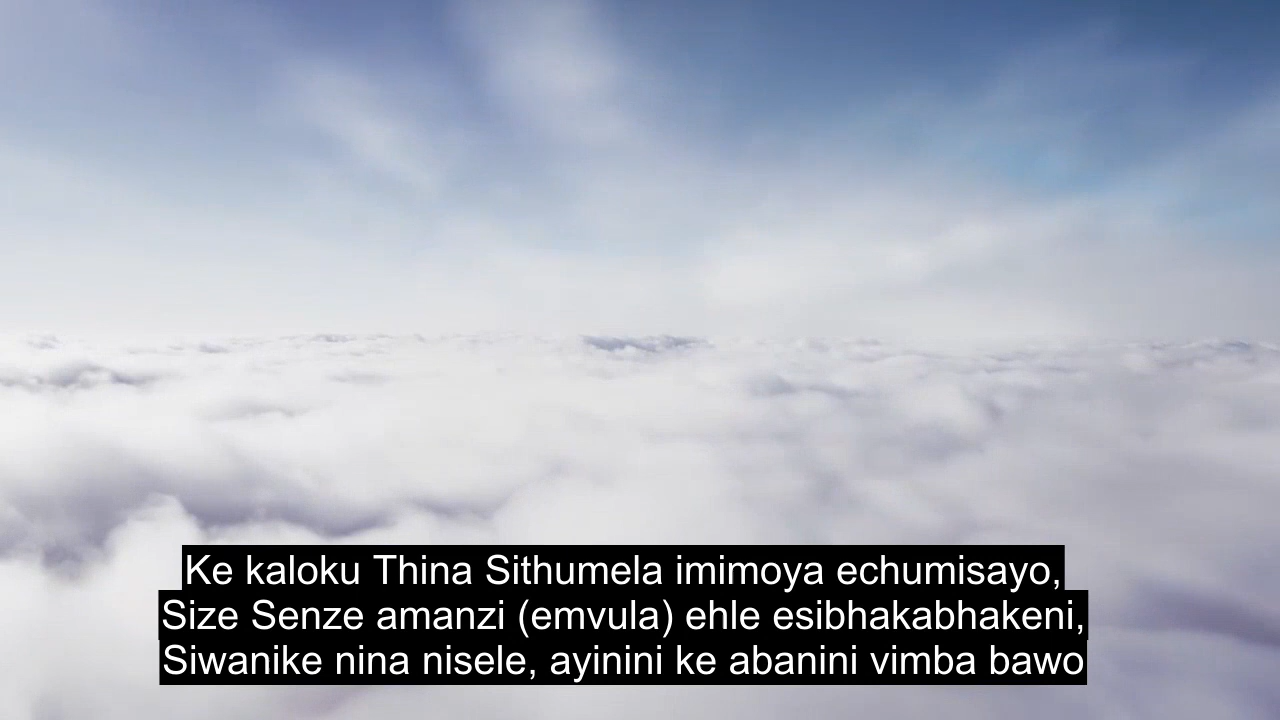 Ke kaloku Thina Sithumela imimoya echumisayo,
Size Senze amanzi (emvula) ehle esibhakabhakeni,
Siwanike nina nisele, ayinini ke abanini vimba bawo